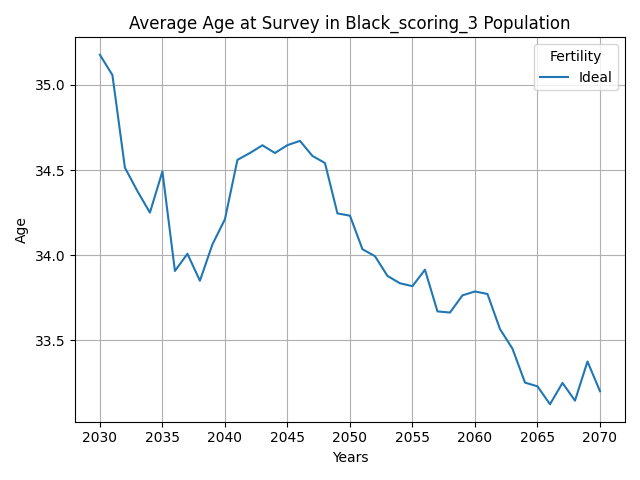 Average Age at Survey in Black_scoring_3 Population
Fertility
Ideal
35.0
34.5
34.0
33.5
Age
2030 2035 2040 2045 2050 2055 2060 2065 2070
Years